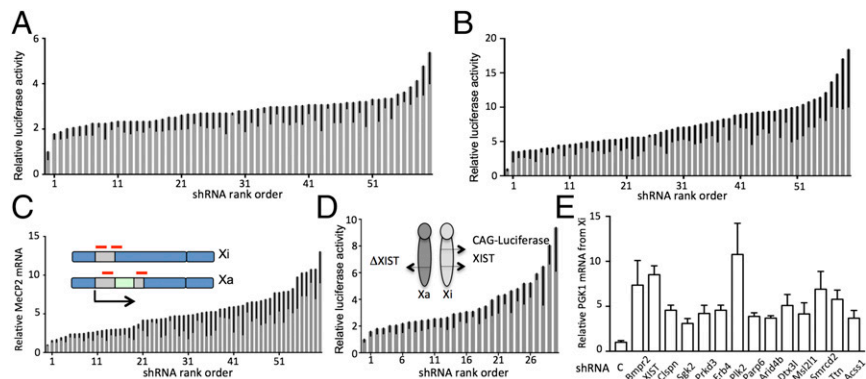 A
Relative luciferase activity
6
4
2
0
1
11
21
31
41
51
shRNA rank order
B
Relative luciferase activity
20
15
10
5
0
1
11
21
31
41
51
shRNA rank order
C
Relative MeCP2 mRNA
15
10
5
0
Xi
Xa
1
11
21
31
41
51
shRNA rank order
D
Relative luciferase activity
10
8
6
4
2
0
ΔXIST
CAG-Luciferase
XIST
Xa
Xi
1
6
11
16
21
26
shRNA rank order
E
Relative PGK1 mRNA from Xi
15
10
5
0
shRNA
C
Bmpr2
XIST
Clspn
Sgk2
Prkd3
Erb4
Plk2
Parp6
Arid4b
Dtx3l
Msl2l1
Smrcd2
Ttn
Acss1